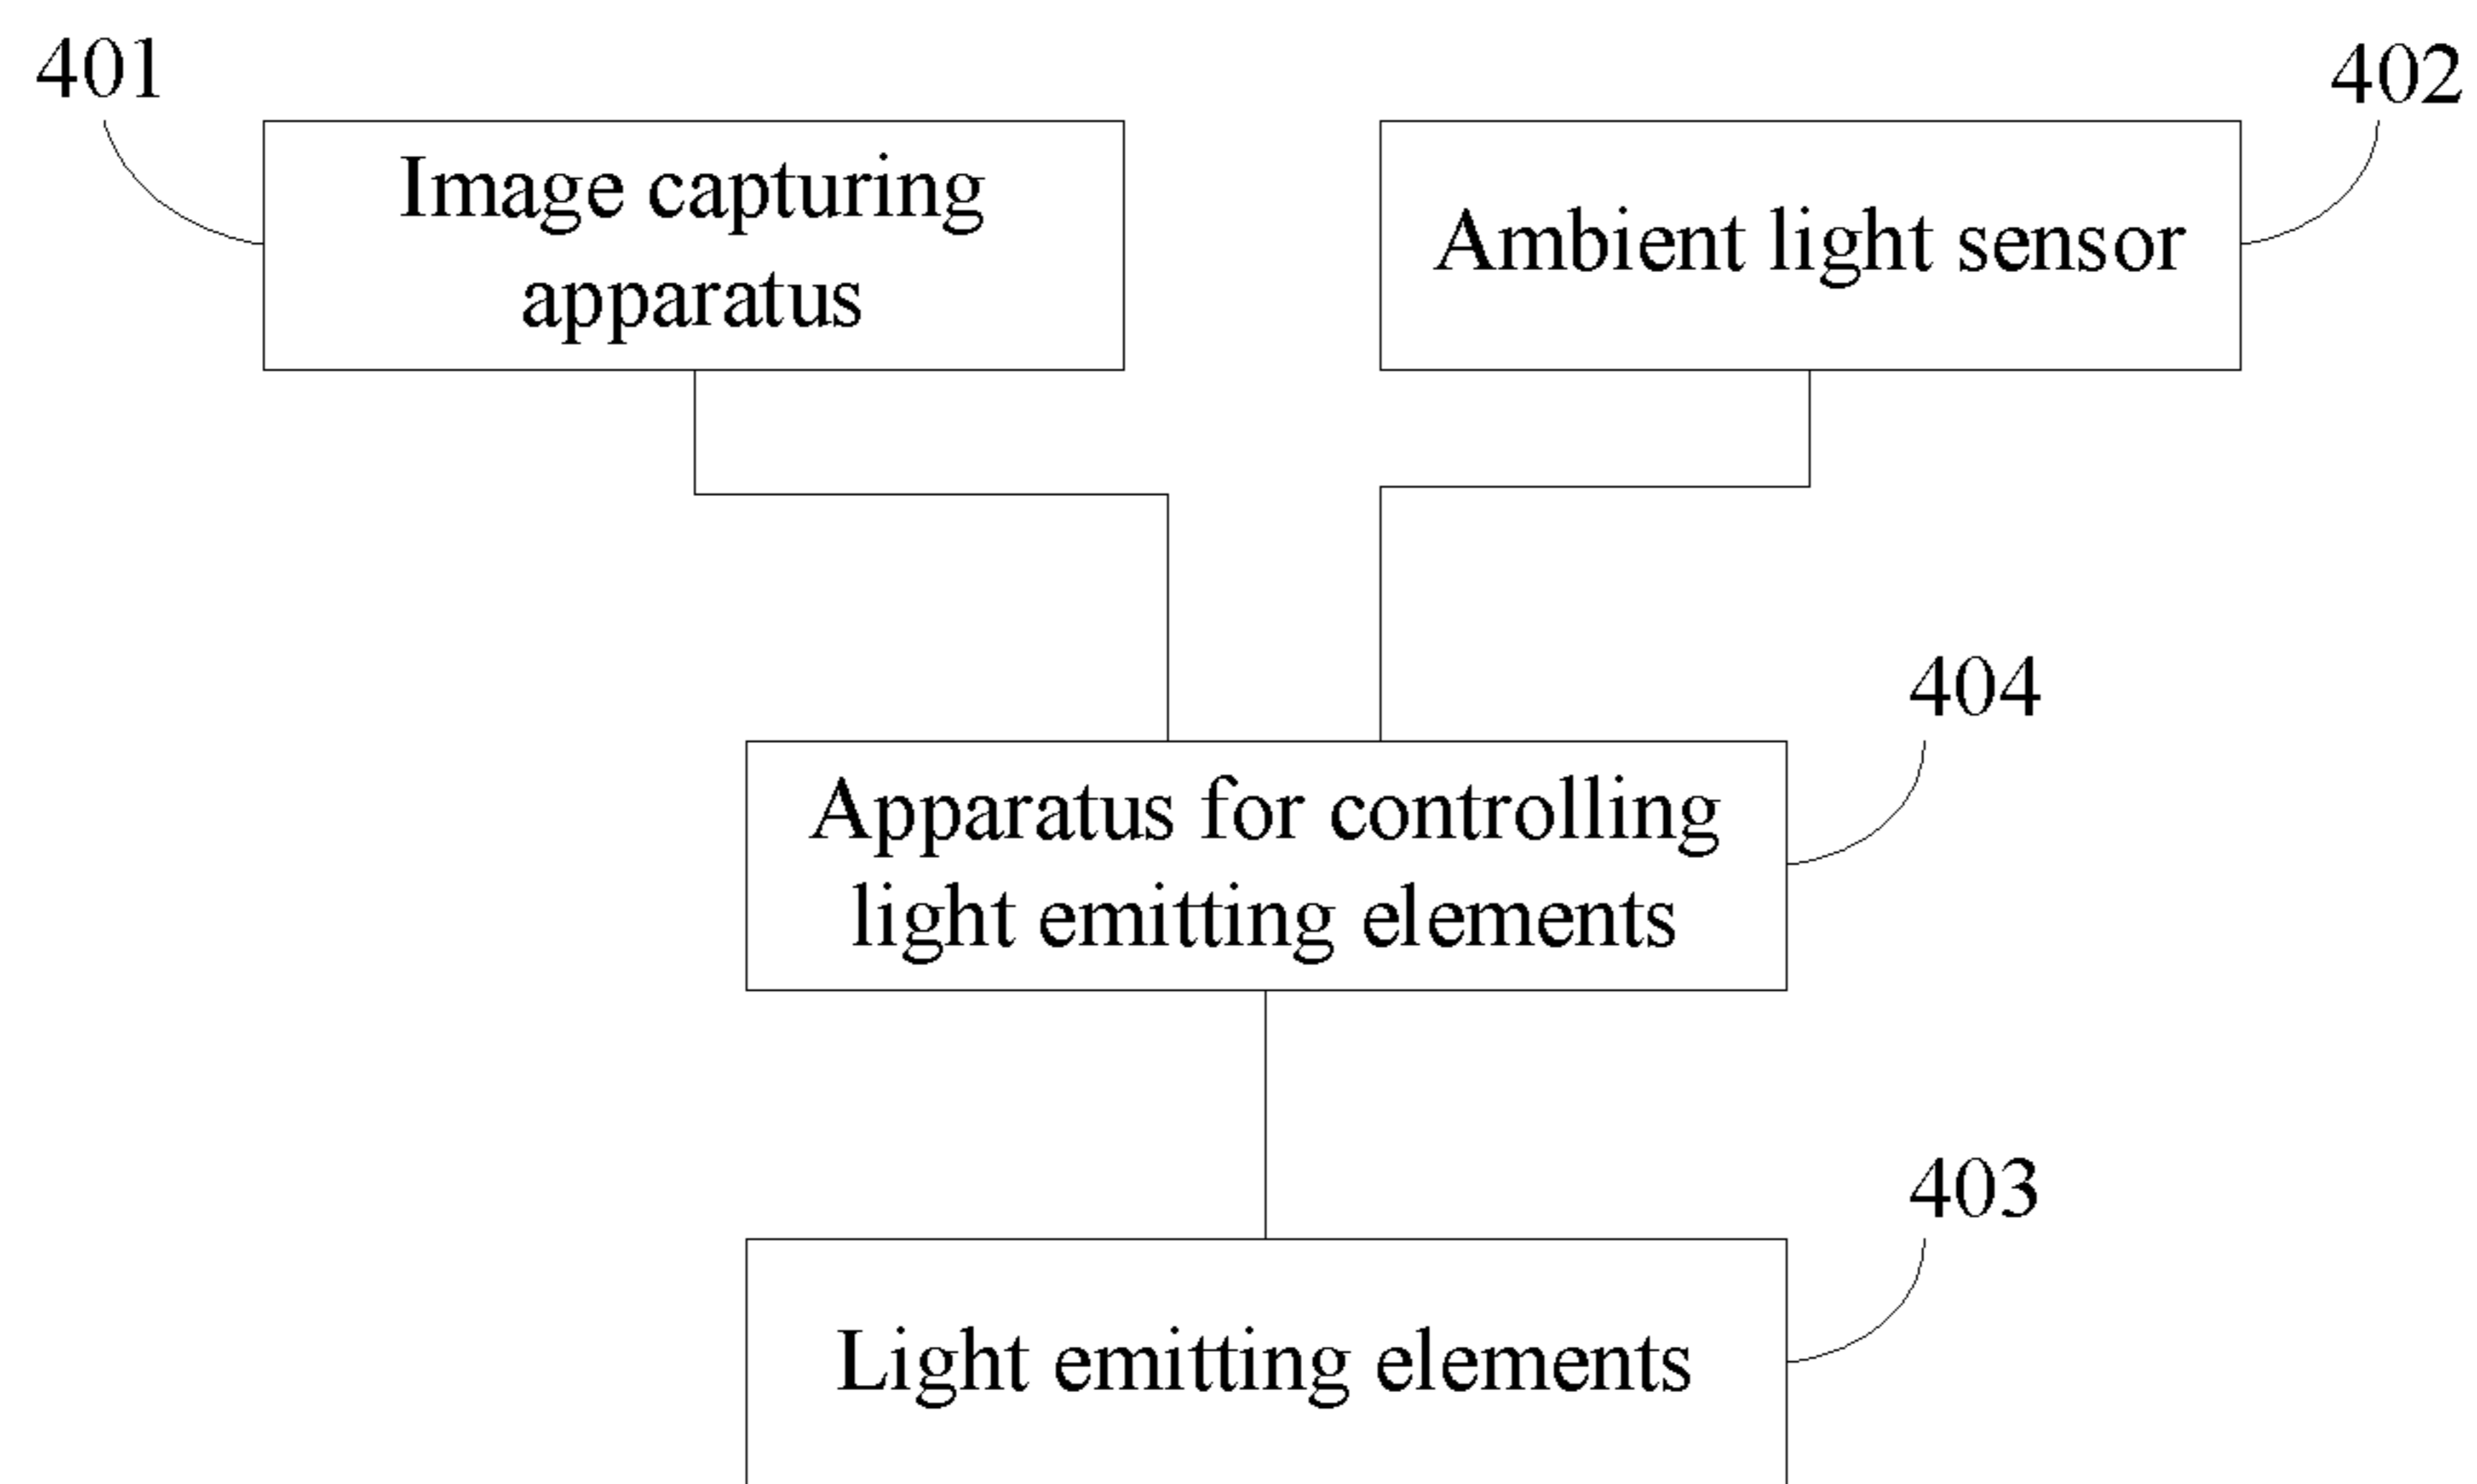 401
402
Image capturing
apparatus
Ambient light sensor
404
Apparatus for controlling
light emitting elements
403
Light emitting elements